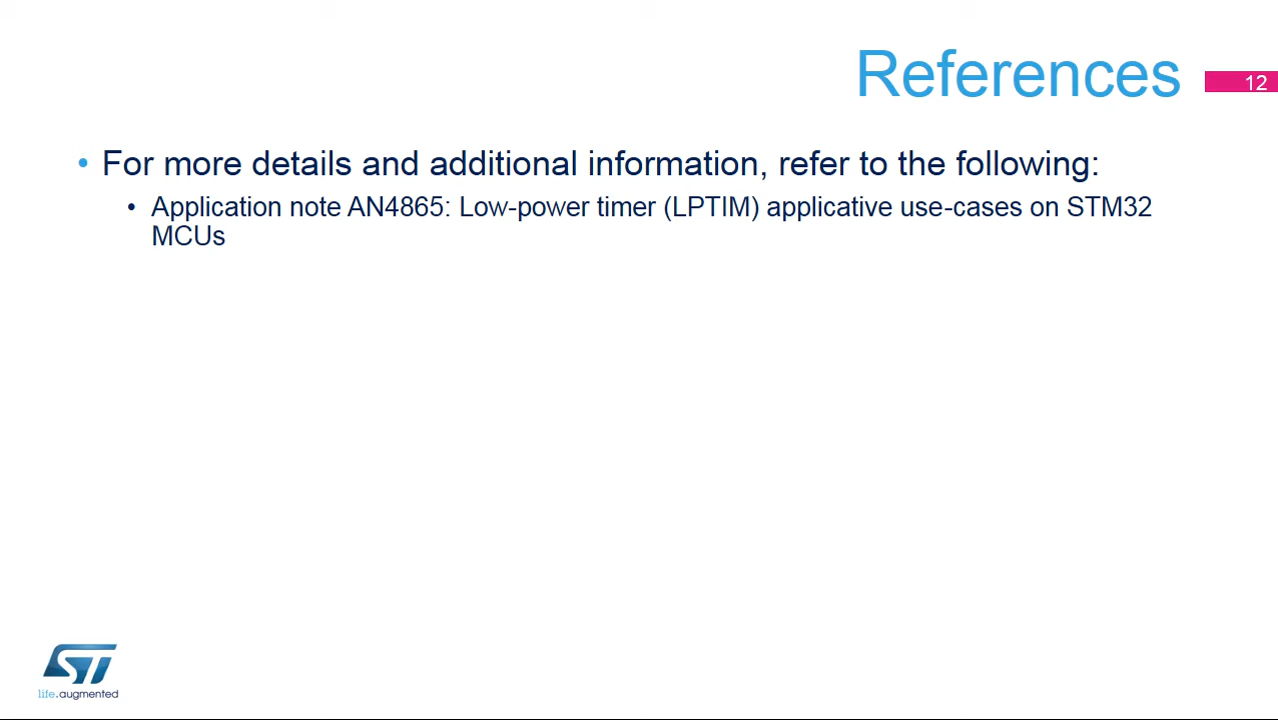 References
12
• For more details and additional information, refer to the following:
• Application note AN4865: Low-power timer (LPTIM) applicative use-cases on STM32
MCUs
ST
life.augmented